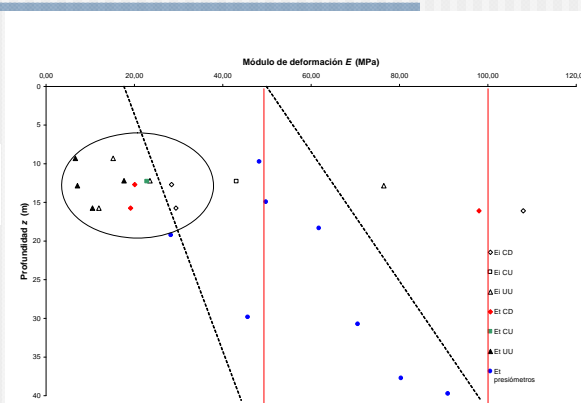 Módulo de deformación E (MPa)
0,00 20,00 40,00 60,00 80,00 100,00 120,0
0
5
10
15
20
25
30
35
40
Profundidad z (m)
Ei CD
Ei CU
Ei UU
Et CD
Et CU
Et UU
Et
presiómetros